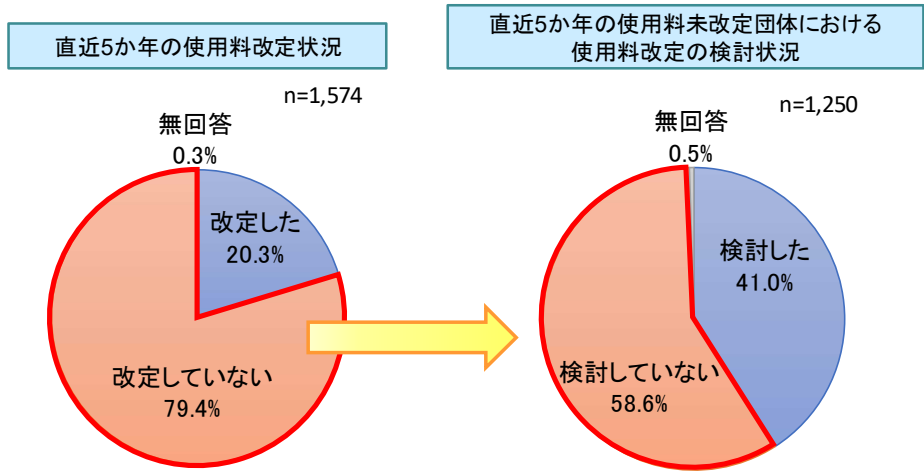 直近5か年の使用料改定状況
n=1,574
無回答
0.3%
改定した
20.3%
改定していない
79.4%
直近5か年の使用料未改定団体における
使用料改定の検討状況
n=1,250
無回答
0.5%
検討した
41.0%
検討していない
58.6%